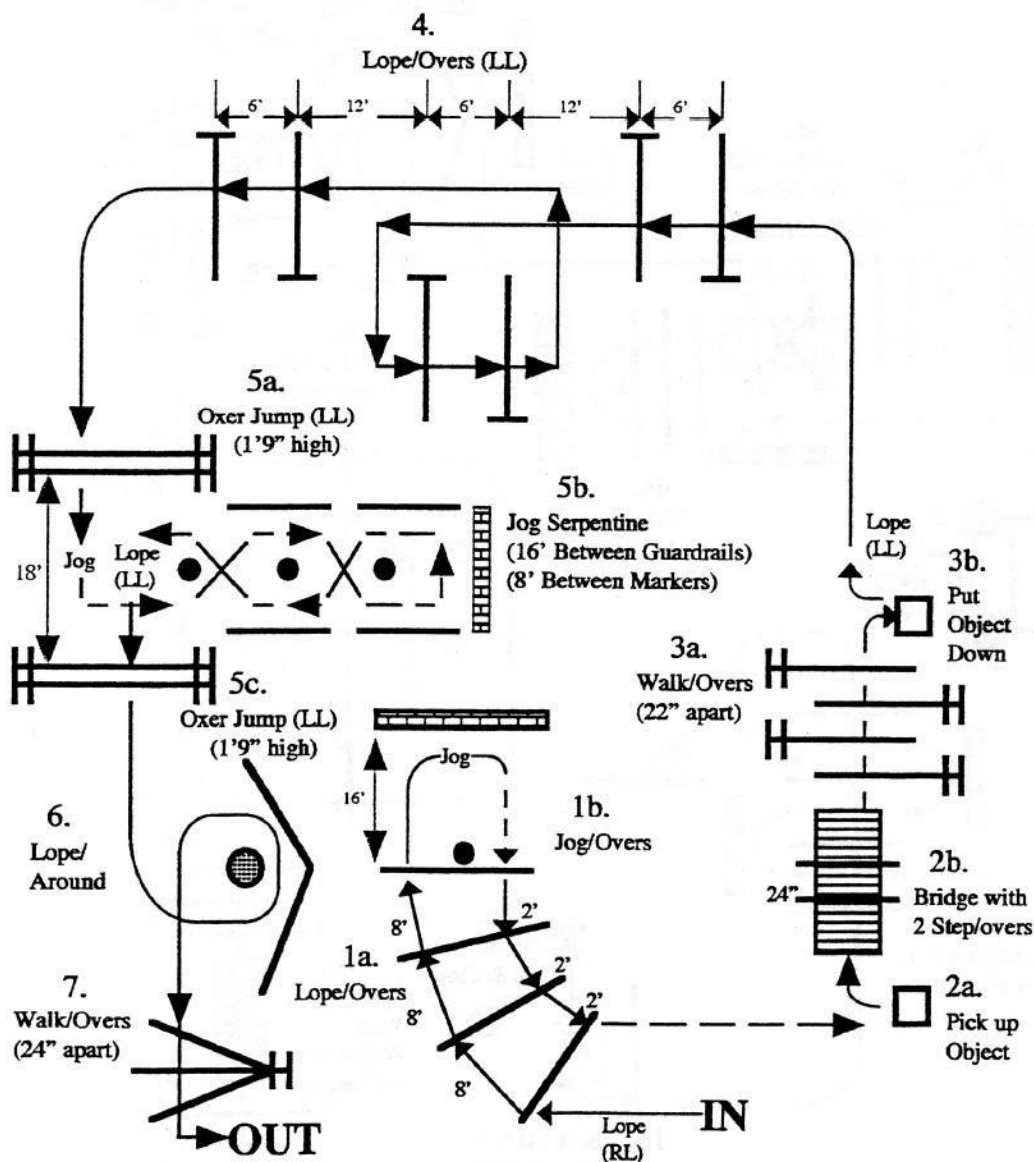 4.
Lope/Overs (LL)
6' 12' 6' 12' 6'
5a.
Oxer Jump (LL)
(1'9" high)
5b.
Jog Serpentine
(16' Between Guardrails)
(8' Between Markers)
18'
Jog
Lope
(LL)
Lope
(LL)
3b.
Put
Object
Down
3a.
Walk/Overs
(22" apart)
5c.
Oxer Jump (LL)
(1'9" high)
Jog
16'
1b.
Jog/Overs
6.
Lope/
Around
2b.
Bridge with
2 Step/overs
24"
8'
2'
1a.
Lope/Overs
2'
8'
2'
8'
2a.
Pick up
Object
7.
Walk/Overs
(24" apart)
IN
Lope
(RL)
OUT